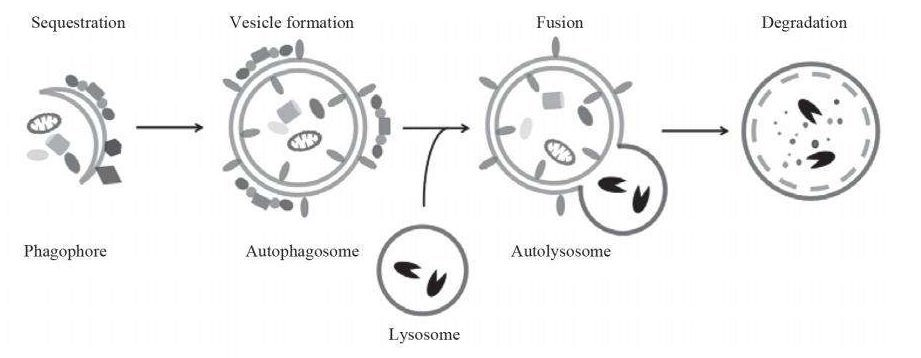 Sequestration
Vesicle formation
Fusion
Degradation
Phagophore
Autophagosome
Autolysosome
Lysosome